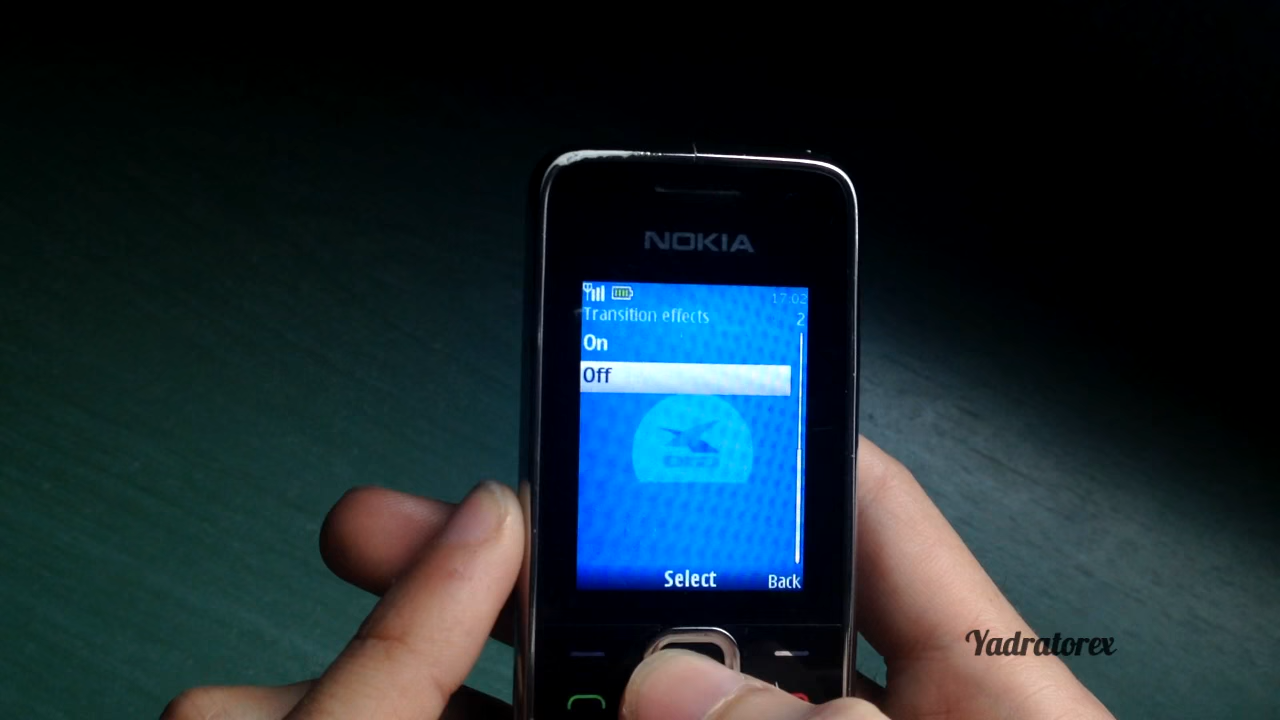 NOKIA
17:02
Transition effects 2
On
Off
Select Back
Yadratorex